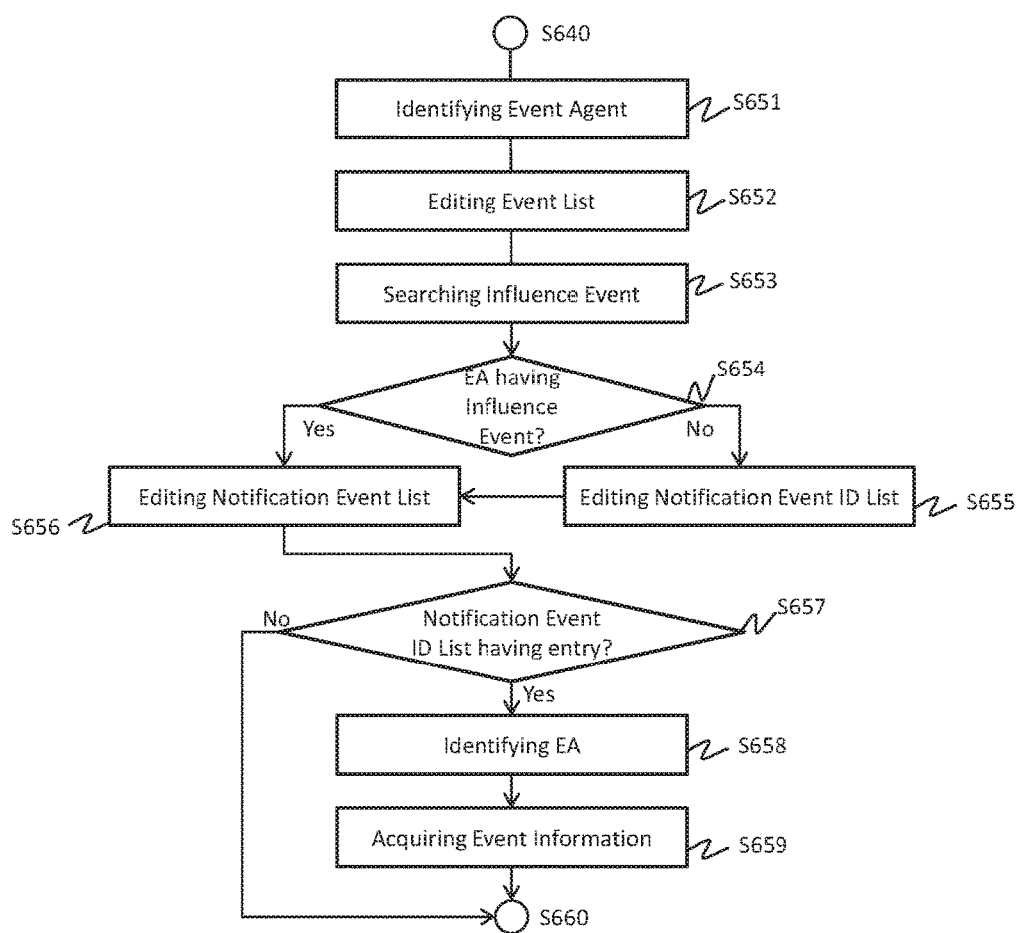 S640
Identifying Event Agent
S651
Editing Event List
S652
Searching Influence Event
S653
EA having
Influence
Event?
S654
Yes
No
Editing Notification Event List
Editing Notification Event ID List
S656
S655
Notification Event
ID List having entry?
S657
No
Yes
Identifying EA
S658
Acquiring Event Information
S659
S660